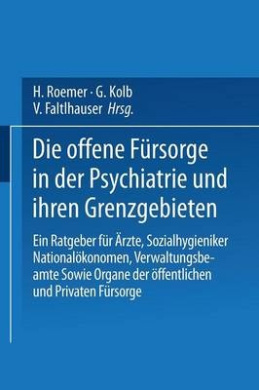 H. Roemer · G. Kolb
V. Faltlhauser Hrsg.
Die offene Fürsorge
in der Psychiatrie und
ihren Grenzgebieten
Ein Ratgeber für Ärzte, Sozialhygieniker
Nationalökonomen, Verwaltungsbe-
amte Sowie Organe der öffentlichen
und Privaten Fürsorge